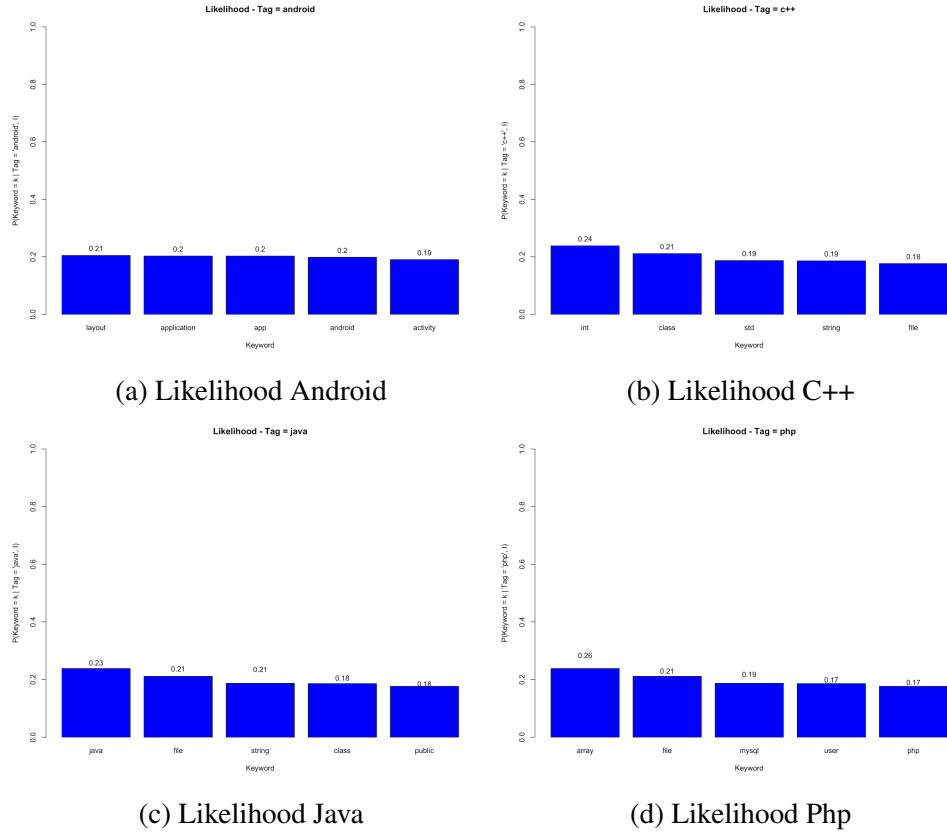 Likelihood - Tag = android
P(Keyword = k | Tag = 'android', I)
1.0
0.8
0.6
0.4
0.2
0.0
0.21 0.2 0.2 0.2 0.19
layout application app android activity
Keyword
(a) Likelihood Android
Likelihood - Tag = c++
P(Keyword = k | Tag = 'c++', I)
1.0
0.8
0.6
0.4
0.2
0.0
0.24 0.21 0.19 0.19 0.18
int class std string file
Keyword
(b) Likelihood C++
Likelihood - Tag = java
P(Keyword = k | Tag = 'java', I)
1.0
0.8
0.6
0.4
0.2
0.0
0.23 0.21 0.21 0.18 0.16
java file string class public
Keyword
(c) Likelihood Java
Likelihood - Tag = php
P(Keyword = k | Tag = 'php', I)
1.0
0.8
0.6
0.4
0.2
0.0
0.26 0.21 0.19 0.17 0.17
array file mysql user php
Keyword
(d) Likelihood Php